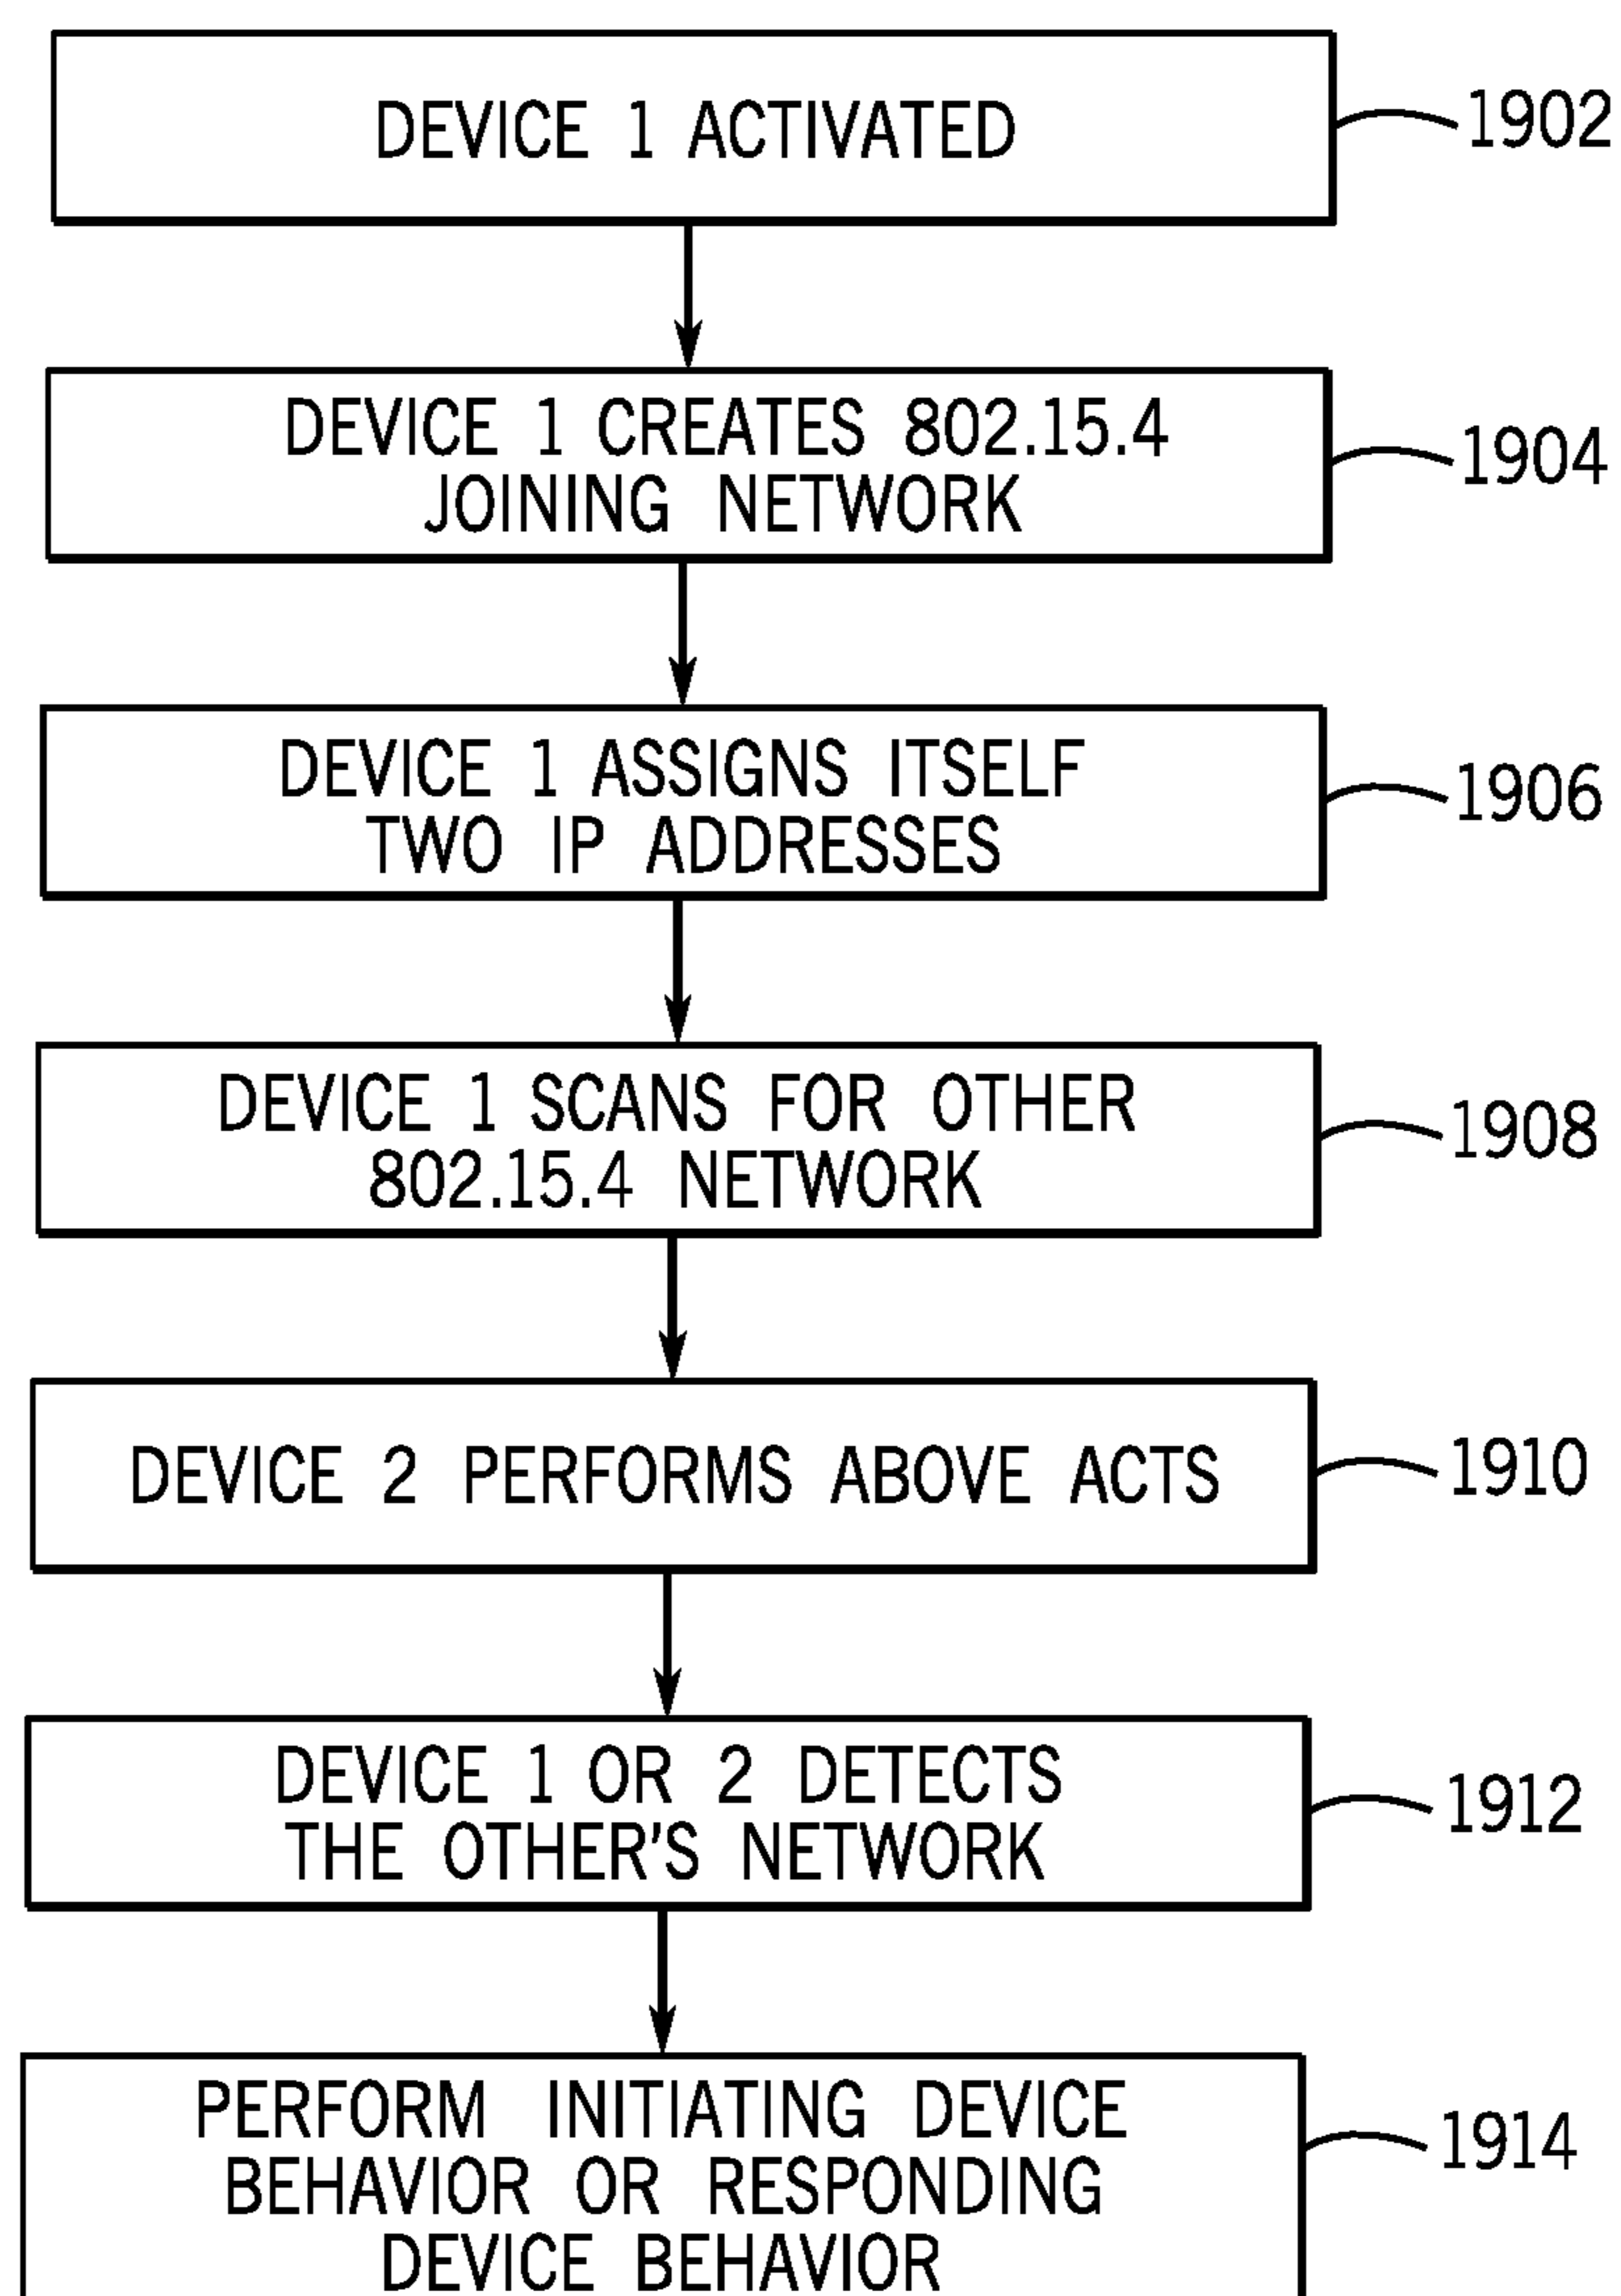 DEVICE 1 ACTIVATED
1902
DEVICE 1 CREATES 802.15.4
JOINING NETWORK
1904
DEVICE 1 ASSIGNS ITSELF
TWO IP ADDRESSES
1906
DEVICE 1 SCANS FOR OTHER
802.15.4 NETWORK
1908
DEVICE 2 PERFORMS ABOVE ACTS
1910
DEVICE 1 OR 2 DETECTS
THE OTHER'S NETWORK
1912
PERFORM INITIATING DEVICE
BEHAVIOR OR RESPONDING
DEVICE BEHAVIOR
1914